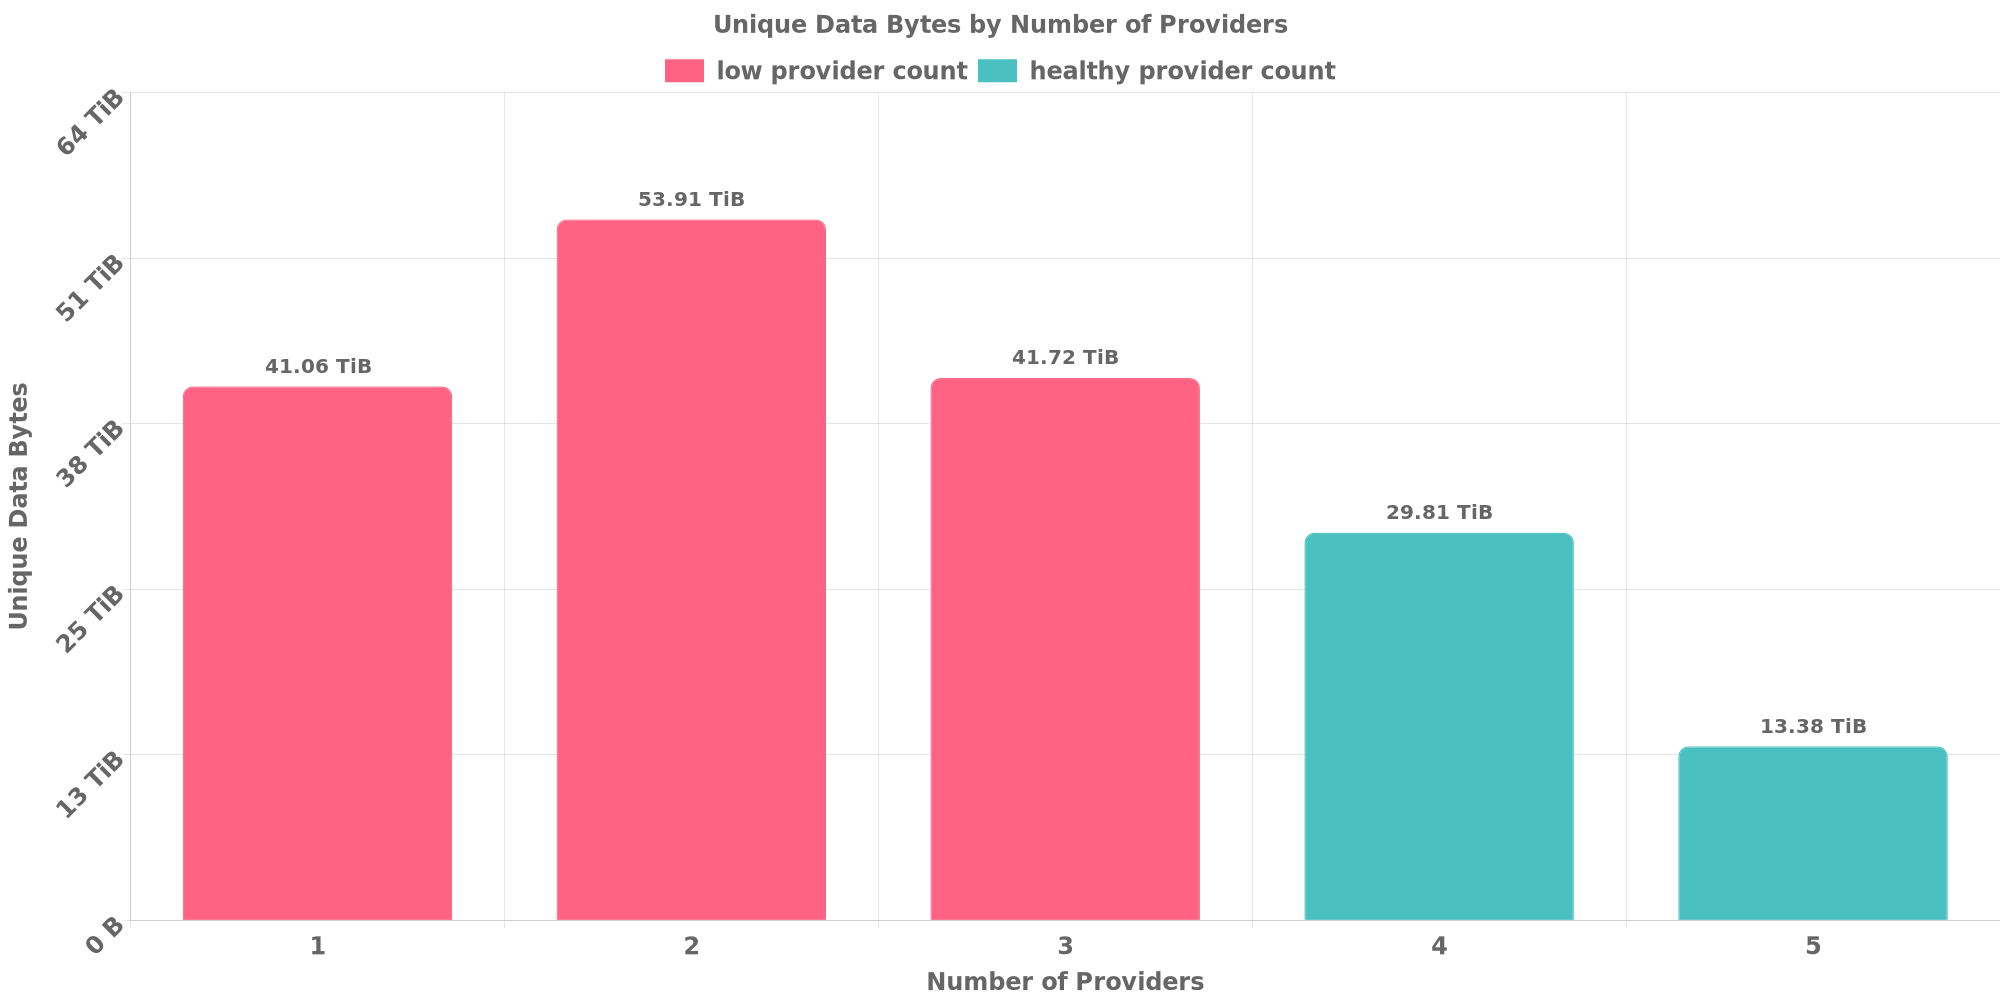 Unique Data Bytes by Number of Providers
low provider count healthy provider count
64 TiB
51 TiB
38 TiB
25 TiB
13 TiB
0 B
Unique Data Bytes
41.06 TiB
53.91 TiB
41.72 TiB
29.81 TiB
13.38 TiB
1 2 3 4 5
Number of Providers